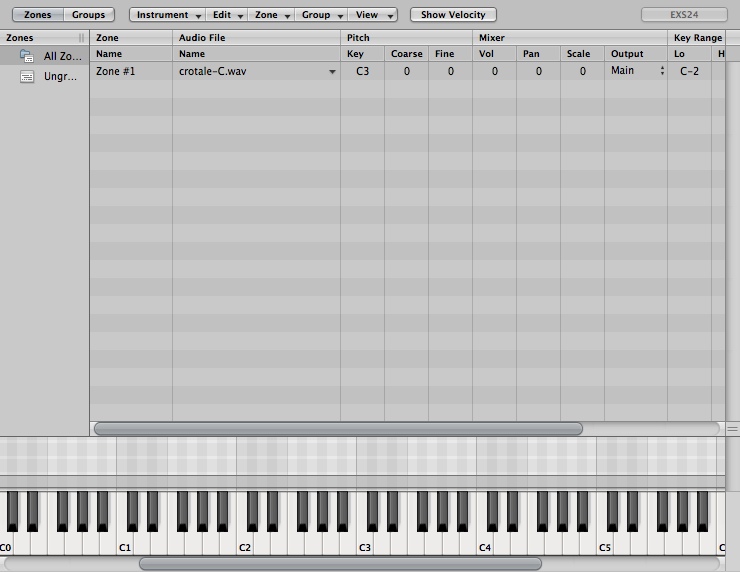 Zones Groups Instrument Edit Zone Group View Show Velocity EXS24
Zones Zone Audio File Pitch Mixer Key Range
All Zo... Name Name Key Coarse Fine Vol Pan Scale Output Lo H
Ungr... Zone #1 crotale-C.wav C3 0 0 0 0 0 Main C-2
C0 C1 C2 C3 C4 C5 C